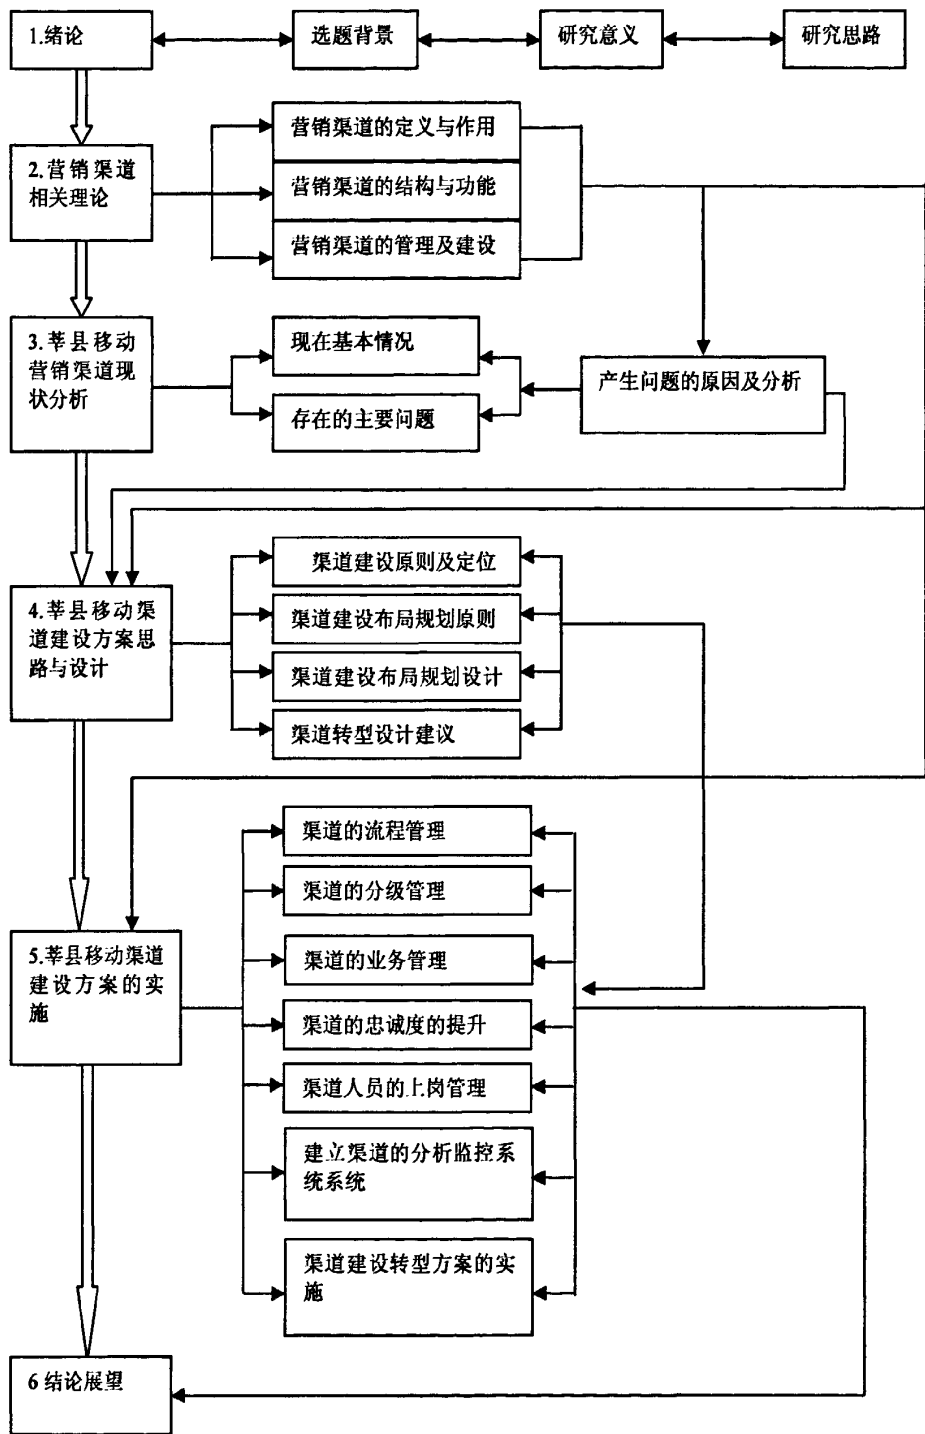 1.绪论
选题背景
研究意义
研究思路
营销渠道的定义与作用
2.营销渠道
相关理论
营销渠道的结构与功能
营销渠道的管理及建设
3.莘县移动
营销渠道现
状分析
现在基本情况
存在的主要问题
产生问题的原因及分析
渠道建设原则及定位
4.莘县移动渠
道建设方案思
路与设计
渠道建设布局规划原则
渠道建设布局规划设计
渠道转型设计建议
渠道的流程管理
渠道的分级管理
5.莘县移动渠道
建设方案的实
施
渠道的业务管理
渠道的忠诚度的提升
渠道人员的上岗管理
建立渠道的分析监控系
统系统
渠道建设转型方案的实
施
6 结论展望